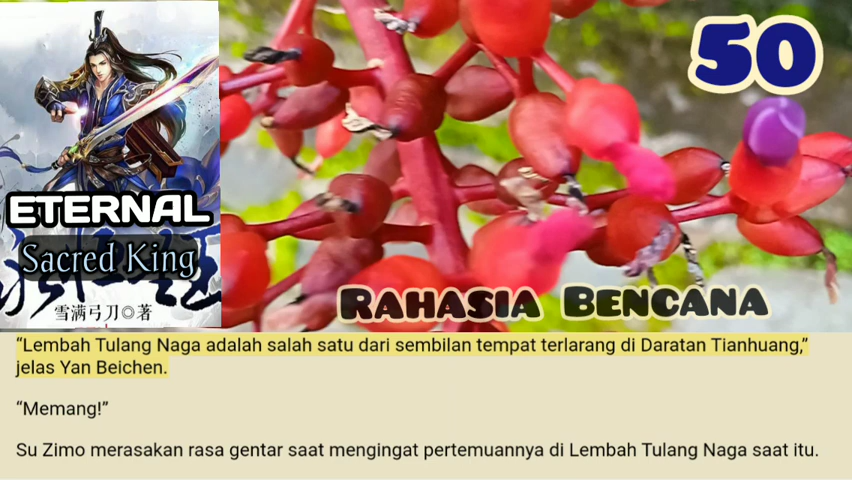 50
ETERNAL
Sacred King
雪满弓刀◎著
RAHASIA BENCANA
“Lembah Tulang Naga adalah salah satu dari sembilan tempat terlarang di Daratan Tianhuang,”
jelas Yan Beichen.
“Memang!”
Su Zimo merasakan rasa gentar saat mengingat pertemuannya di Lembah Tulang Naga saat itu.